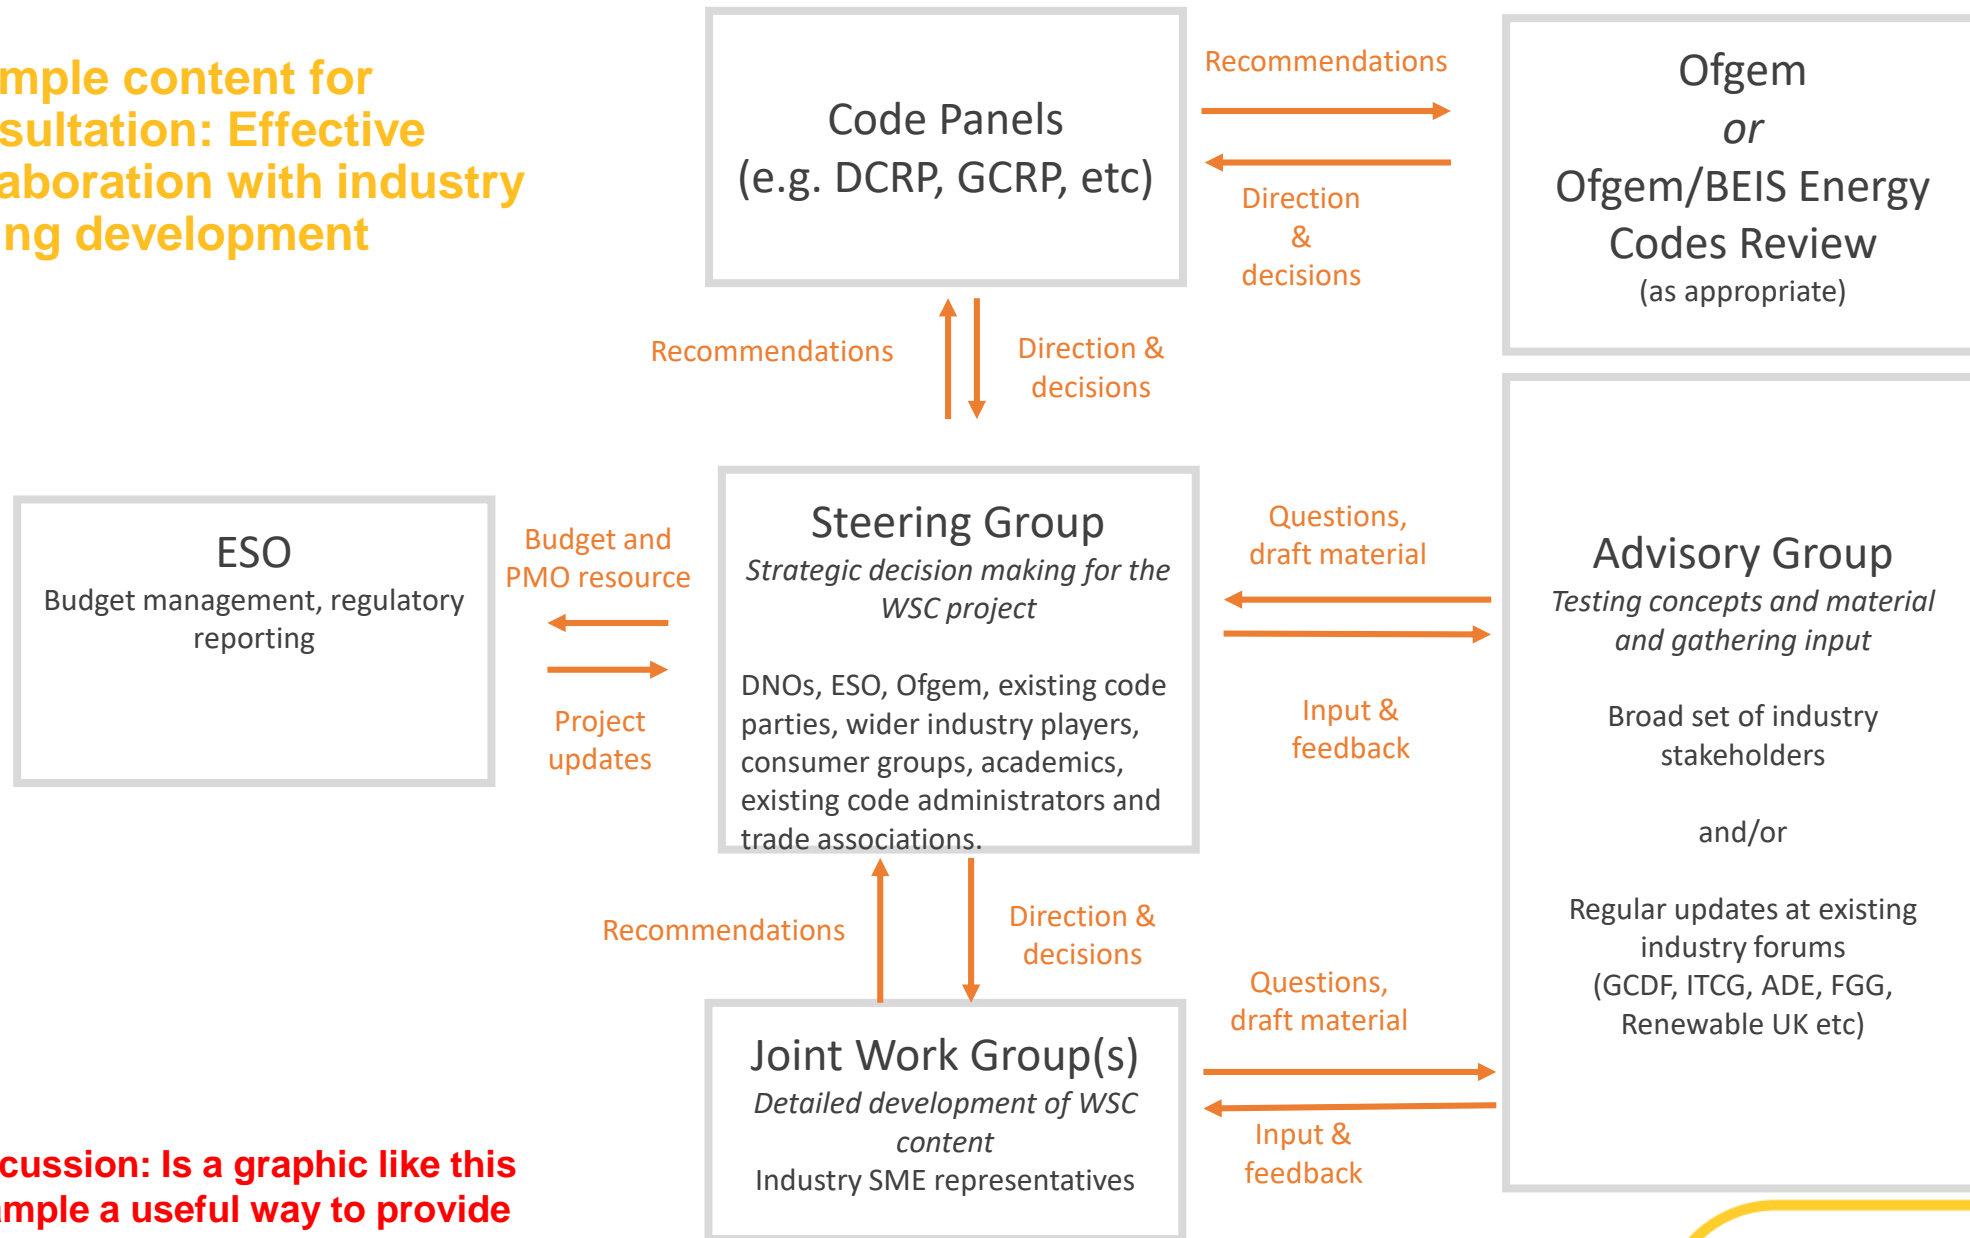 mple content for
sultation: Effective
aboration with industry
ng development
Code Panels
(e.g. DCRP, GCRP, etc)
Recommendations
Direction
&
decisions
Ofgem
or
Ofgem/BEIS Energy
Codes Review
(as appropriate)
Recommendations
Direction &
decisions
ESO
Budget management, regulatory
reporting
Budget and
PMO resource
Project
updates
Steering Group
Strategic decision making for the
WSC project
DNOs, ESO, Ofgem, existing code
parties, wider industry players,
consumer groups, academics,
existing code administrators and
trade associations.
Questions,
draft material
Input &
feedback
Advisory Group
Testing concepts and material
and gathering input
Broad set of industry
stakeholders
and/or
Regular updates at existing
industry forums
(GCDF, ITCG, ADE, FGG,
Renewable UK etc)
Recommendations
Direction &
decisions
Joint Work Group(s)
Detailed development of WSC
content
Industry SME representatives
Questions,
draft material
Input &
feedback
cussion: Is a graphic like this
ample a useful way to provide